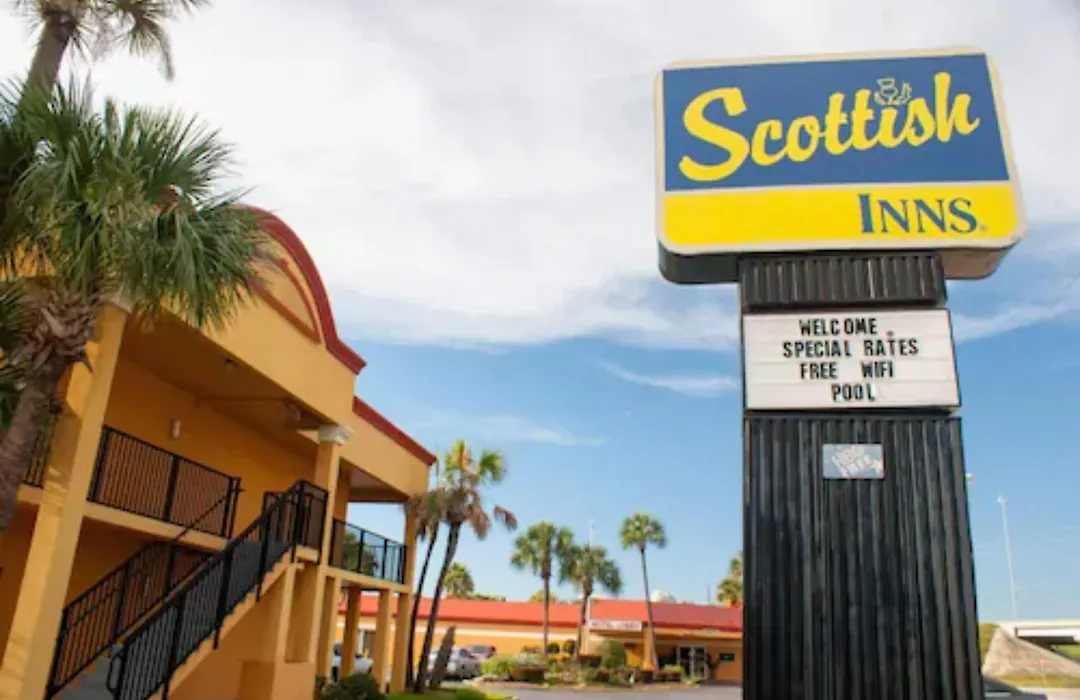 Scottish
INNS
WELCOME
SPECIAL RATES
FREE WIFI
POOL